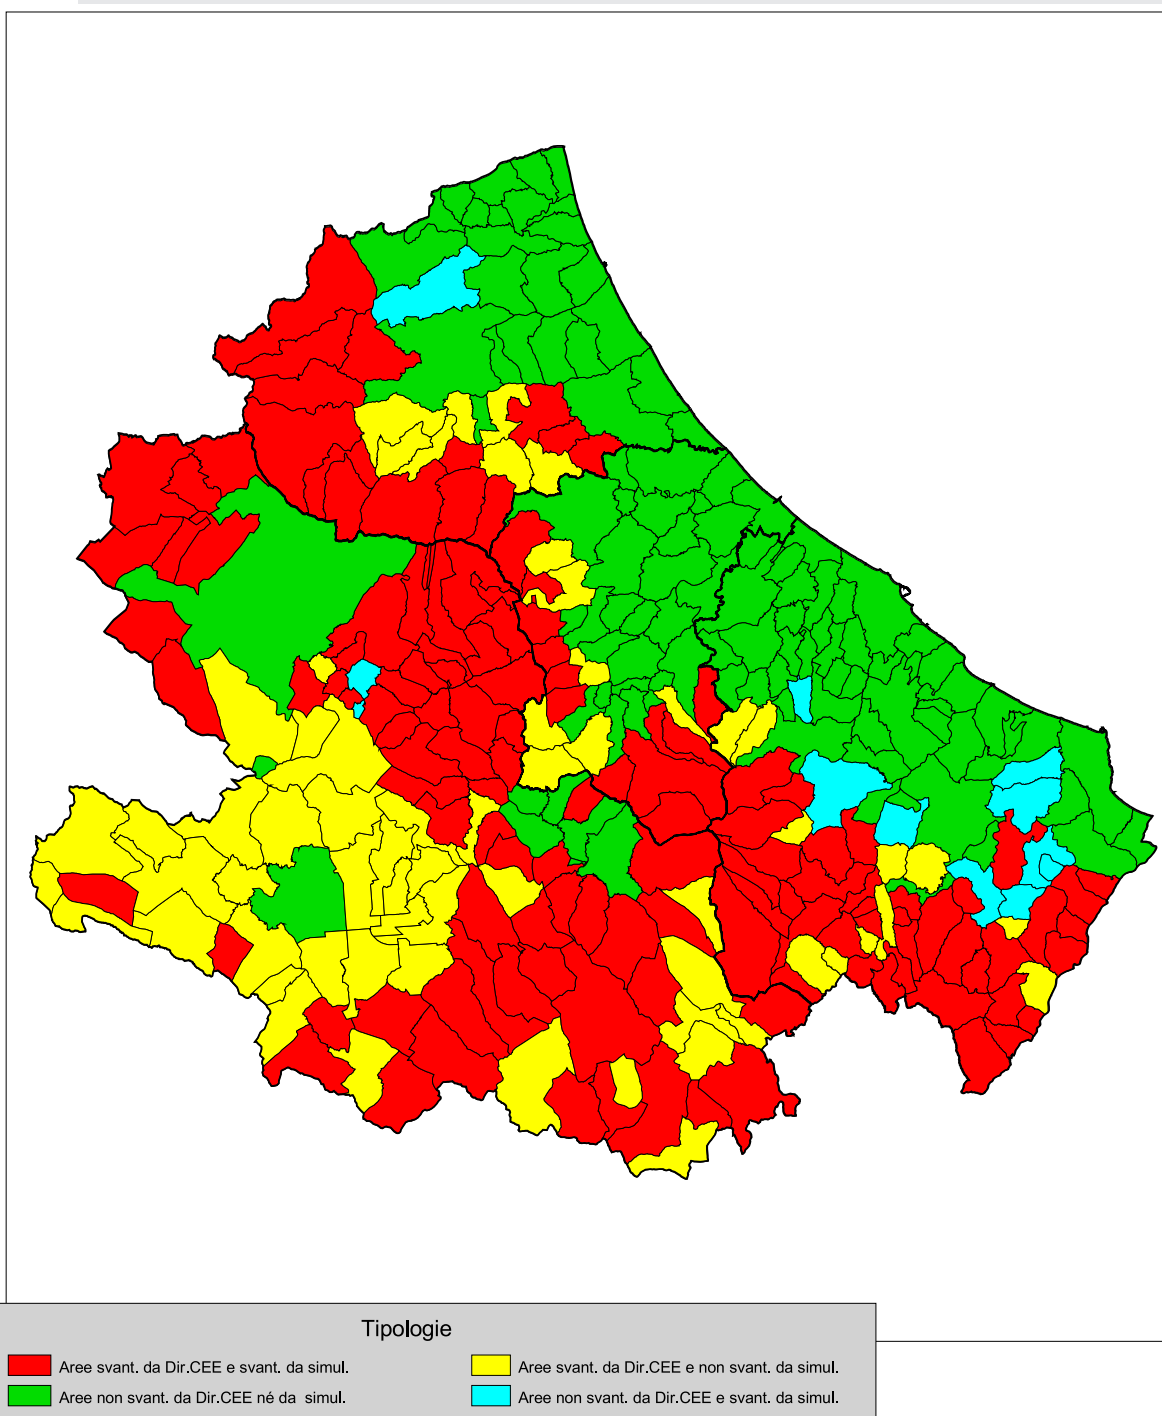 Tipologie
Aree svant. da Dir.CEE e svant. da simul.
Aree svant. da Dir.CEE e non svant. da simul.
Aree non svant. da Dir.CEE né da simul.
Aree non svant. da Dir.CEE e svant. da simul.